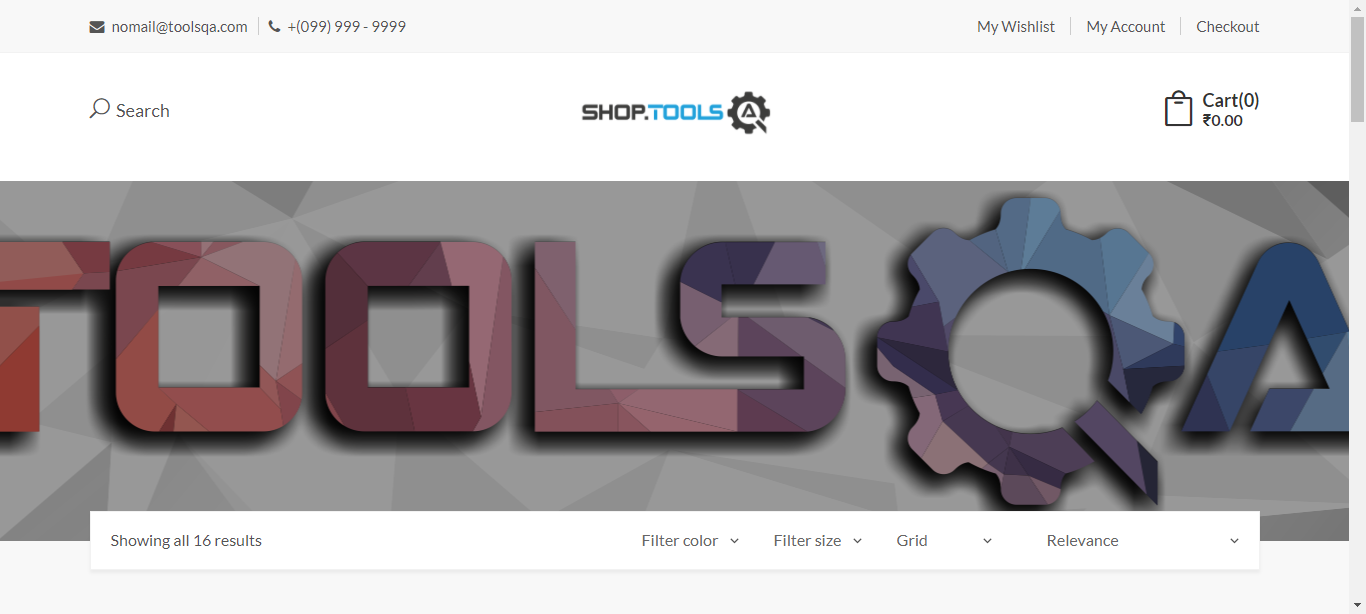 nomail@toolsqa.com
+(099) 999 - 9999
My Wishlist
My Account
Checkout
Search
SHOP.TOOLS
Cart(0)
₹0.00
TOOLSQA
Showing all 16 results
Filter color
Filter size
Grid
Relevance